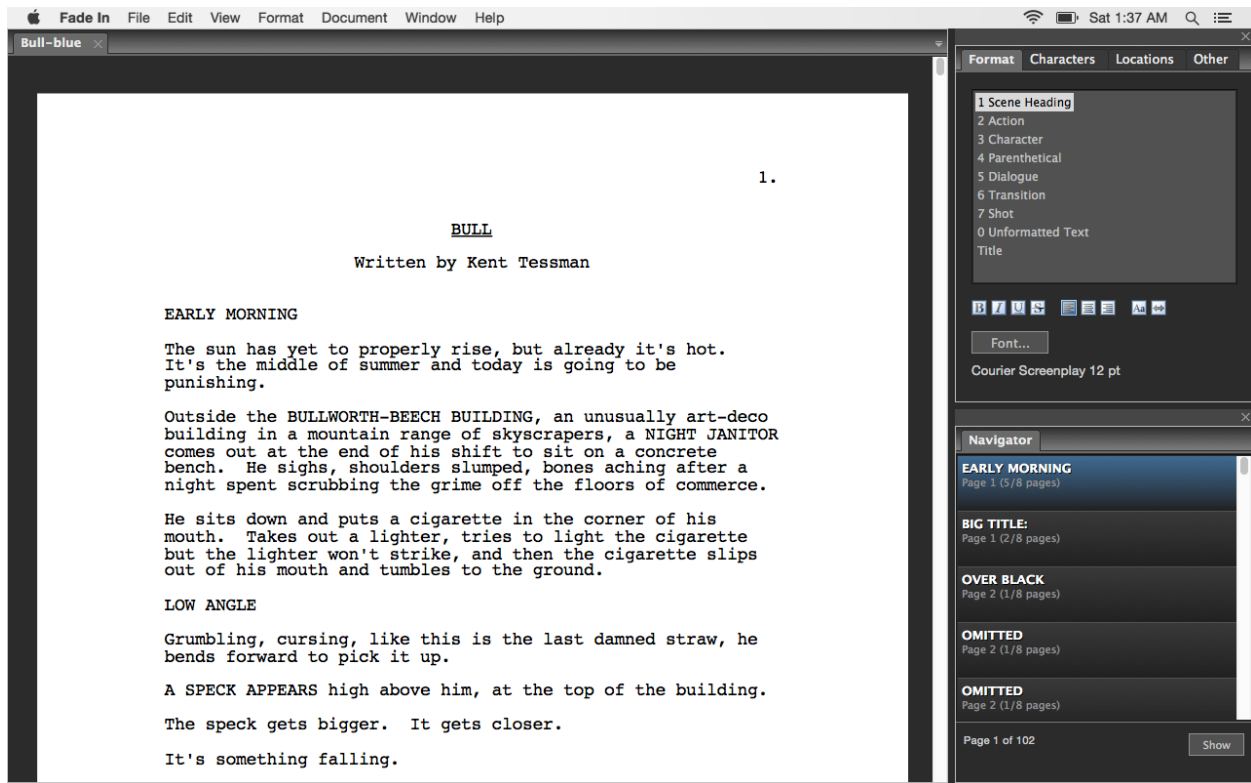 Fade In File Edit View Format Document Window Help Sat 1:37 AM
Bull-blue
1.
BULL
Written by Kent Tessman
EARLY MORNING
The sun has yet to properly rise, but already it's hot.
It's the middle of summer and today is going to be
punishing.
Outside the BULLWORTH-BEECH BUILDING, an unusually art-deco
building in a mountain range of skyscrapers, a NIGHT JANITOR
comes out at the end of his shift to sit on a concrete
bench.  He sighs, shoulders slumped, bones aching after a
night spent scrubbing the grime off the floors of commerce.
He sits down and puts a cigarette in the corner of his
mouth.  Takes out a lighter, tries to light the cigarette
but the lighter won't strike, and then the cigarette slips
out of his mouth and tumbles to the ground.
LOW ANGLE
Grumbling, cursing, like this is the last damned straw, he
bends forward to pick it up.
A SPECK APPEARS high above him, at the top of the building.
The speck gets bigger.  It gets closer.
It's something falling.
Format Characters Locations Other
1 Scene Heading
2 Action
3 Character
4 Parenthetical
5 Dialogue
6 Transition
7 Shot
0 Unformatted Text
Title
B I U S Aa
Font...
Courier Screenplay 12 pt
Navigator
EARLY MORNING
Page 1 (5/8 pages)
BIG TITLE:
Page 1 (2/8 pages)
OVER BLACK
Page 2 (1/8 pages)
OMITTED
Page 2 (1/8 pages)
OMITTED
Page 2 (1/8 pages)
Page 1 of 102
Show